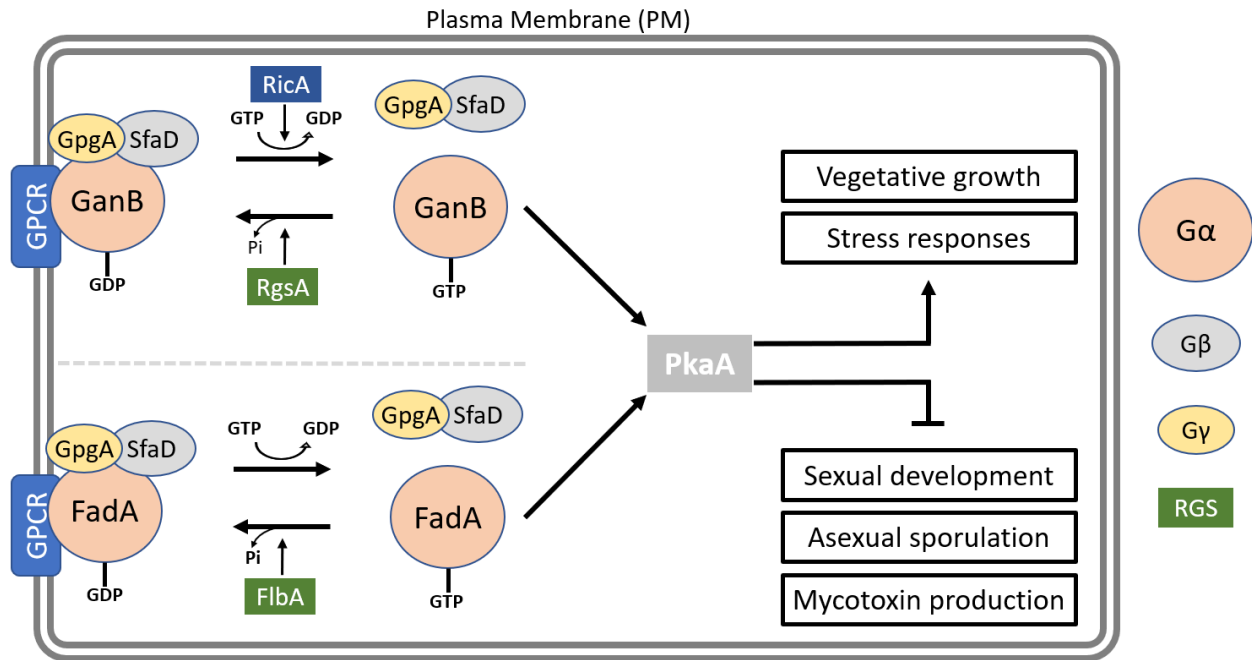 Plasma Membrane (PM)
RicA
GTP
GDP
GpgA
SfaD
GanB
GPCR
GDP
Pi
RgsA
GpgA
SfaD
GanB
GTP
GpgA
SfaD
FadA
GPCR
GDP
GTP
GDP
Pi
FlbA
GpgA
SfaD
FadA
GTP
PkaA
Vegetative growth
Stress responses
Sexual development
Asexual sporulation
Mycotoxin production
Gα
Gβ
Gγ
RGS